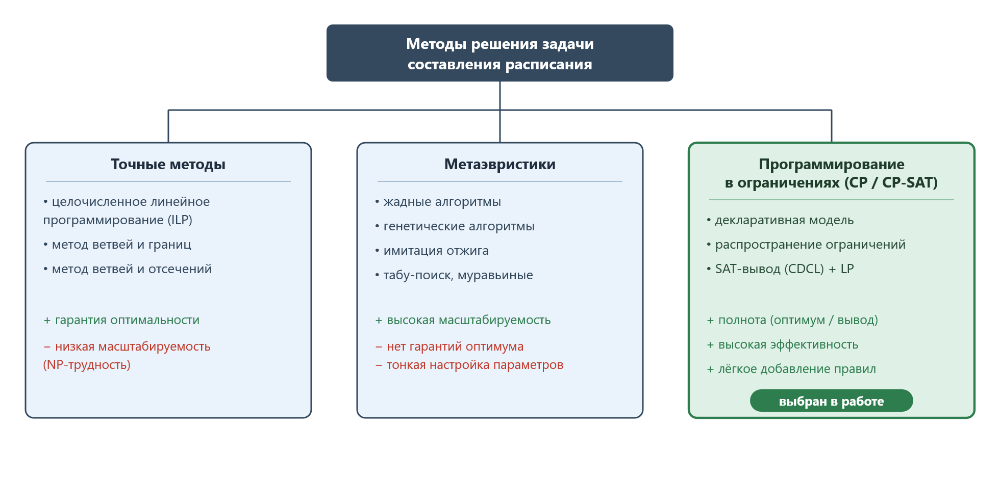 Методы решения задачи
составления расписания
Точные методы
• целочисленное линейное
программирование (ILP)
• метод ветвей и границ
• метод ветвей и отсечений
+ гарантия оптимальности
− низкая масштабируемость
(NP-трудность)
Метаэвристики
• жадные алгоритмы
• генетические алгоритмы
• имитация отжига
• табу-поиск, муравьиные
+ высокая масштабируемость
− нет гарантий оптимума
− тонкая настройка параметров
Программирование
в ограничениях (CP / CP-SAT)
• декларативная модель
• распространение ограничений
• SAT-вывод (CDCL) + LP
+ полнота (оптимум / вывод)
+ высокая эффективность
+ лёгкое добавление правил
выбран в работе